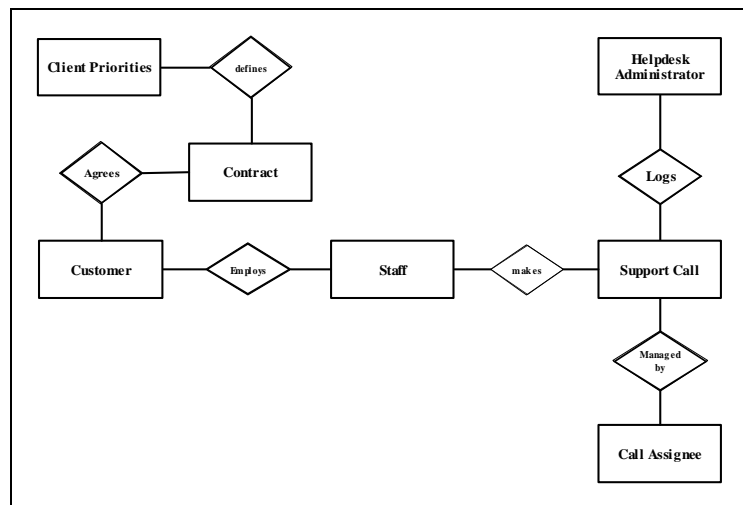 Client Priorities
defines
Helpdesk
Administrator
Agrees
Contract
Logs
Customer
Employs
Staff
makes
Support Call
Managed
by
Call Assignee